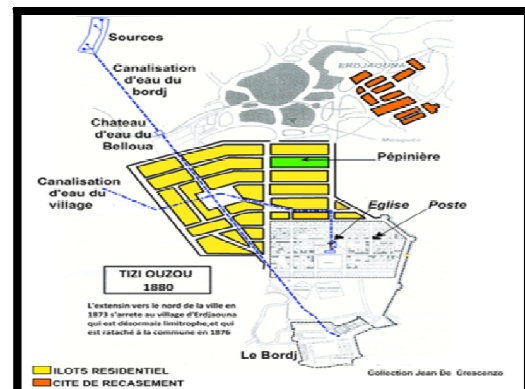 Sources
Canalisation
d'eau du
bordj
ERDJAOUNA
Chateau
d'eau du
Belloua
Mosquée
Pépinière
Canalisation
d'eau du
village
Eglise
Poste
TIZI OUZOU
1880
L'extensin vers le nord de la ville en
1873 s'arrete au village d'Erdjaouna
qui est désormais limitrophe,et qui
est rataché à la commune en 1876
Le Bordj
ILOTS RESIDENTIEL
CITE DE RECASEMENT
Collection Jean De Crescenzo